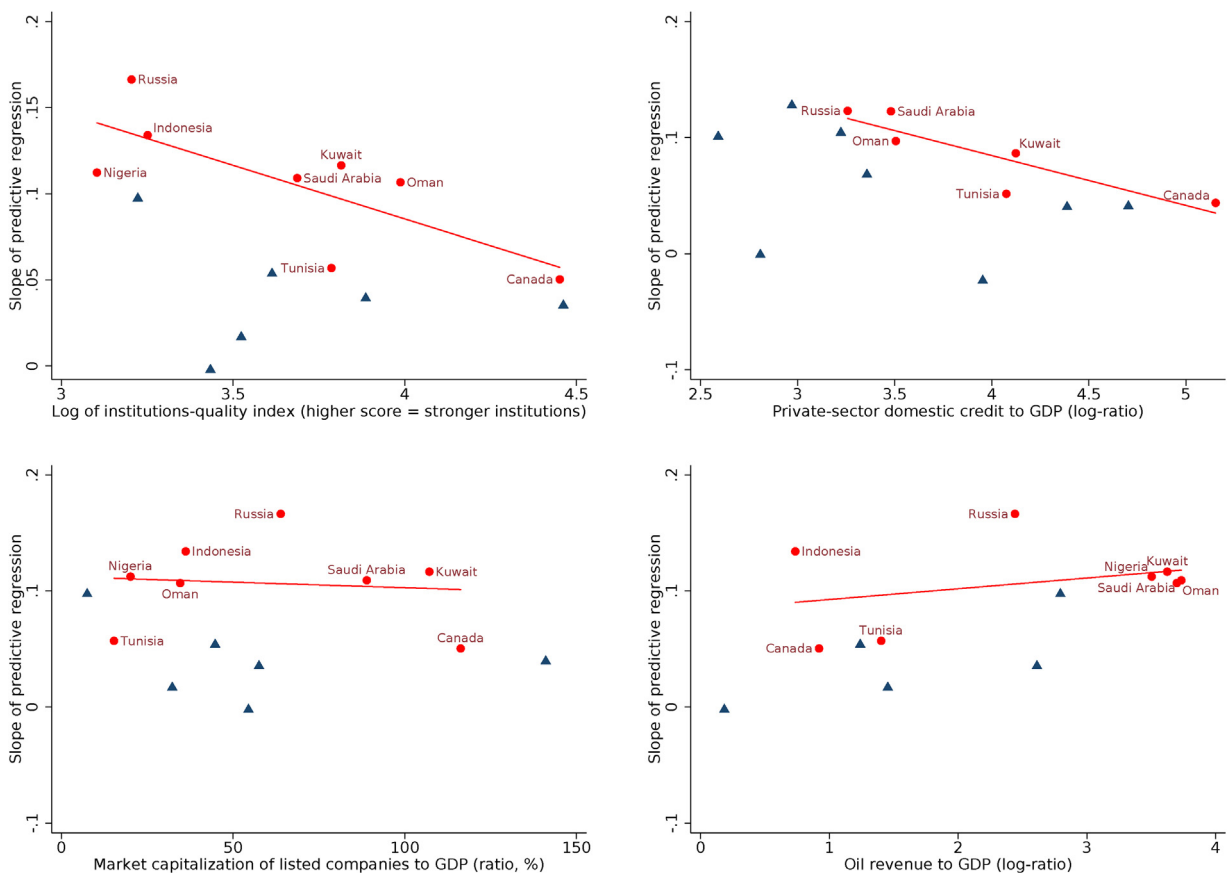 Slope of predictive regression
.2
.15
.1
.05
0
Russia
Indonesia
Nigeria
Kuwait
Saudi Arabia
Oman
Tunisia
Canada
3 3.5 4 4.5
Log of institutions-quality index (higher score = stronger institutions)
Slope of predictive regression
.2
.1
0
-.1
Russia
Saudi Arabia
Oman
Kuwait
Tunisia
Canada
2.5 3 3.5 4 4.5 5
Private-sector domestic credit to GDP (log-ratio)
Slope of predictive regression
.2
.1
0
-.1
Russia
Indonesia
Nigeria
Oman
Saudi Arabia
Kuwait
Tunisia
Canada
0 50 100 150
Market capitalization of listed companies to GDP (ratio, %)
Slope of predictive regression
.2
.1
0
-.1
Russia
Indonesia
Kuwait
Nigeria
Saudi Arabia
Oman
Tunisia
Canada
0 1 2 3 4
Oil revenue to GDP (log-ratio)